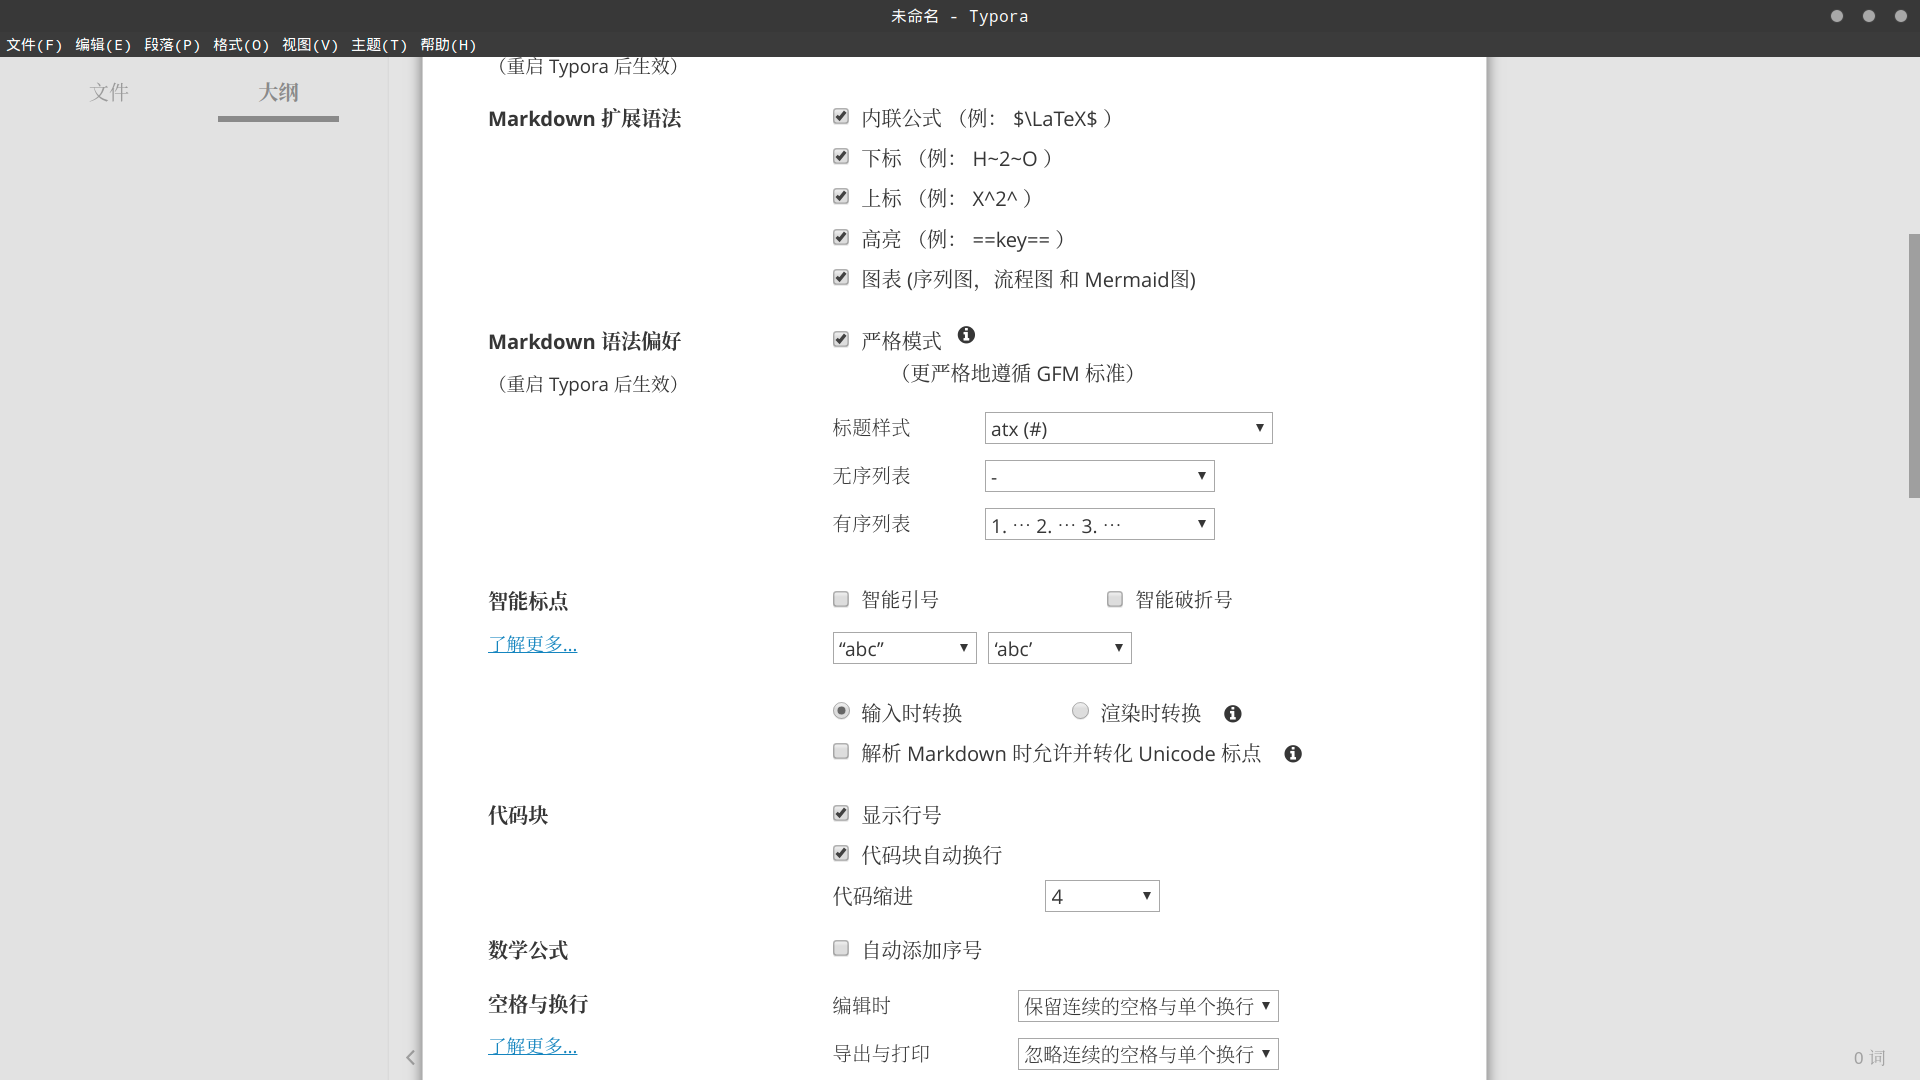 未命名 - Typora
文件(F) 编辑(E) 段落(P) 格式(O) 视图(V) 主题(T) 帮助(H)
文件 大纲
（重启 Typora 后生效）
Markdown 扩展语法
内联公式 （例： $\LaTeX$ ）
下标 （例： H~2~O ）
上标 （例： X^2^ ）
高亮 （例： ==key== ）
图表 (序列图，流程图 和 Mermaid图)
Markdown 语法偏好
（重启 Typora 后生效）
严格模式
（更严格地遵循 GFM 标准）
标题样式 atx (#)
无序列表 -
有序列表 1. ··· 2. ··· 3. ···
智能标点
了解更多...
智能引号 智能破折号
“abc” ‘abc’
输入时转换 渲染时转换
解析 Markdown 时允许并转化 Unicode 标点
代码块
显示行号
代码块自动换行
代码缩进 4
数学公式 自动添加序号
空格与换行
了解更多...
编辑时 保留连续的空格与单个换行
导出与打印 忽略连续的空格与单个换行
0 词